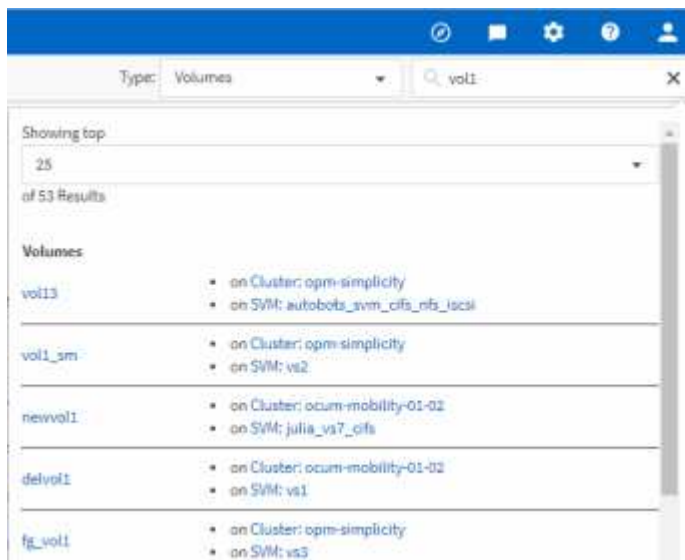 Type: Volumes vol1
Showing top
25
of 53 Results
Volumes
vol13
on Cluster: opm-simplicity
on SVM: autobots_svm_cifs_nfs_iscsi
vol1_sm
on Cluster: opm-simplicity
on SVM: vs2
newvol1
on Cluster: ocum-mobility-01-02
on SVM: julia_vs7_cifs
delvol1
on Cluster: ocum-mobility-01-02
on SVM: vs1
fg_vol1
on Cluster: opm-simplicity
on SVM: vs3